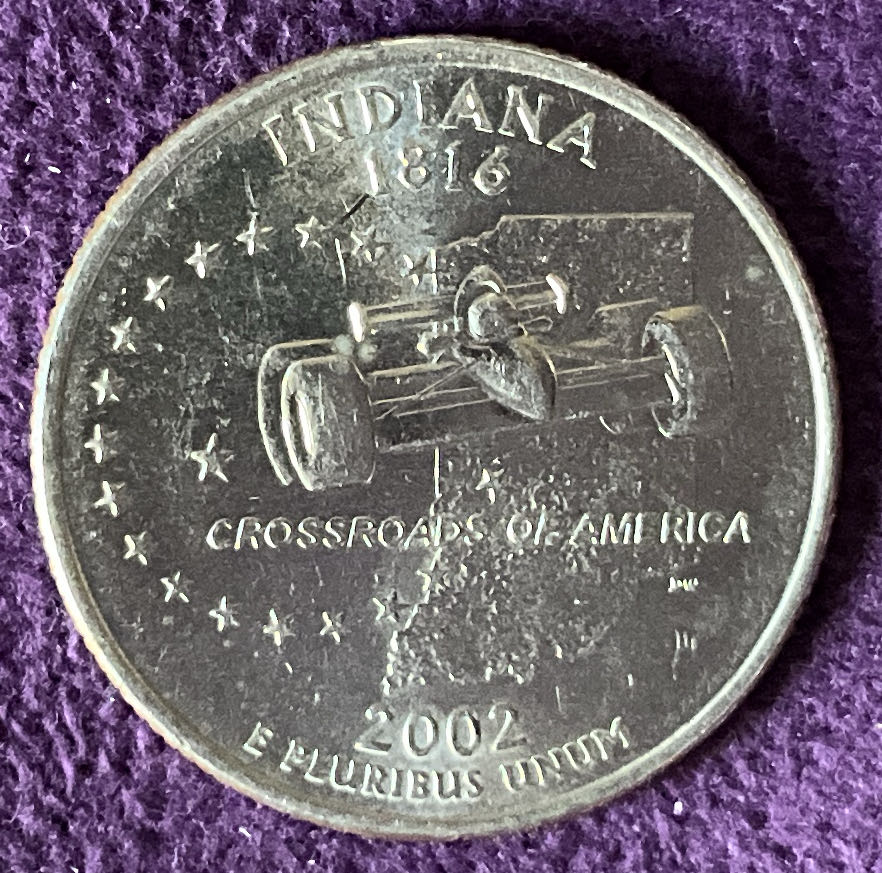 INDIANA
1816
CROSSROADS OF AMERICA
2002
E PLURIBUS UNUM